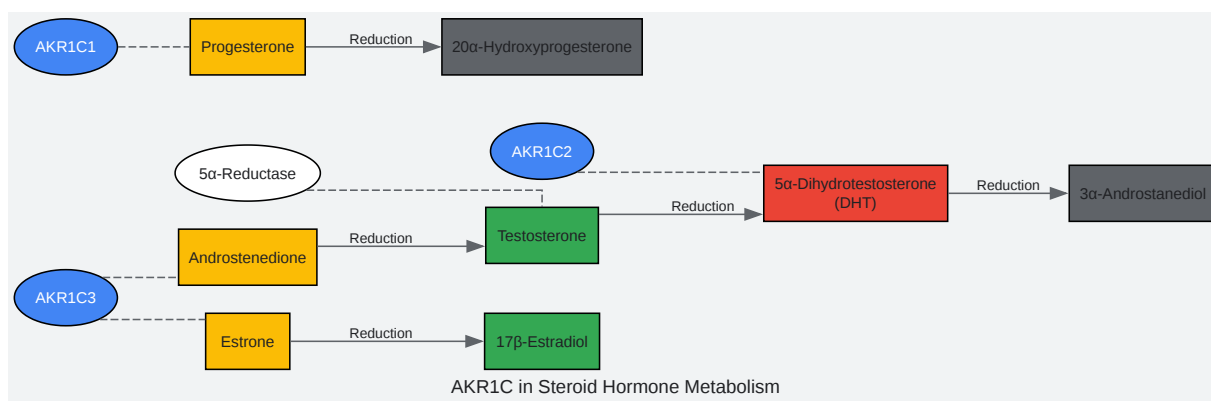 AKR1C1
Progesterone
Reduction
20α-Hydroxyprogesterone
AKR1C2
5α-Reductase
5α-Dihydrotestosterone
(DHT)
Reduction
3α-Androstanediol
Reduction
Testosterone
Reduction
Androstenedione
AKR1C3
Estrone
Reduction
17β-Estradiol
AKR1C in Steroid Hormone Metabolism